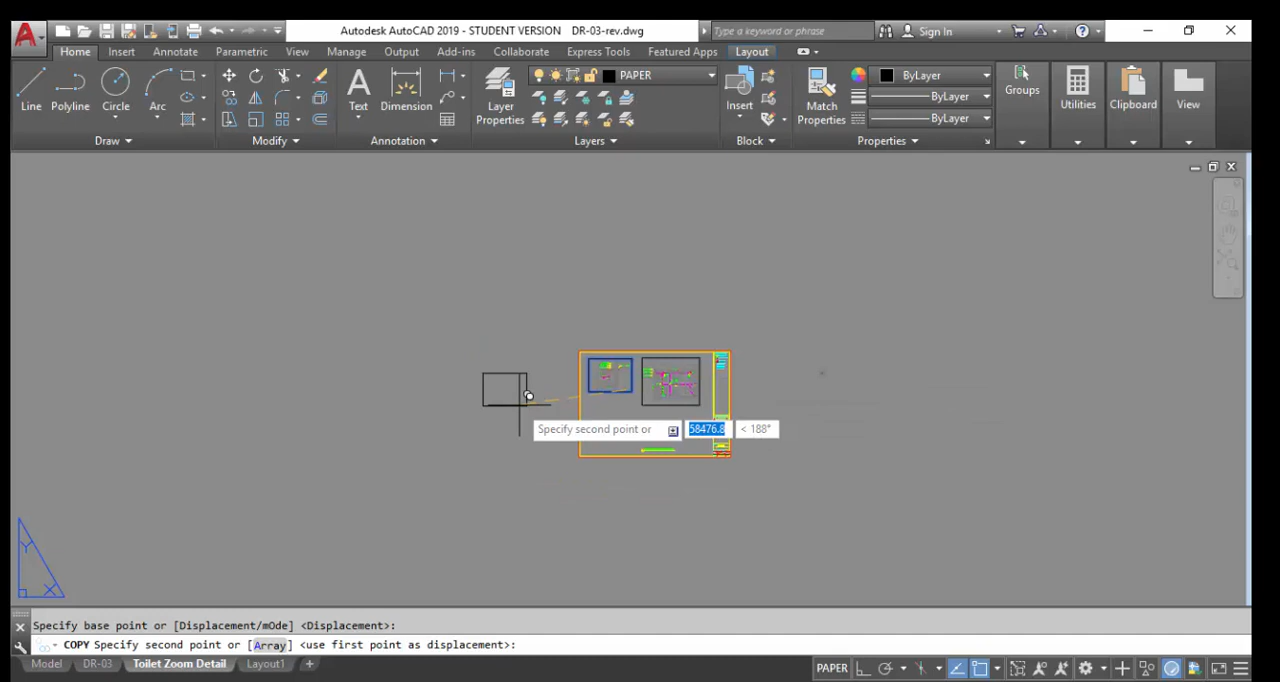 Autodesk AutoCAD 2019 - STUDENT VERSION DR-03-rev.dwg
Type a keyword or phrase
Sign In
Home Insert Annotate Parametric View Manage Output Add-ins Collaborate Express Tools Featured Apps Layout
PAPER
ByLayer
ByLayer
ByLayer
Line Polyline Circle Arc Text Dimension Layer Properties Insert Match Properties Groups Utilities Clipboard View
Draw Modify Annotation Layers Block Properties
Specify second point or 58476.8 < 188°
Y
X
Specify base point or [Displacement/mOde] <Displacement>:
- COPY Specify second point or [Array] <use first point as displacement>:
Model DR-03 Toilet Zoom Detail Layout1 +
PAPER